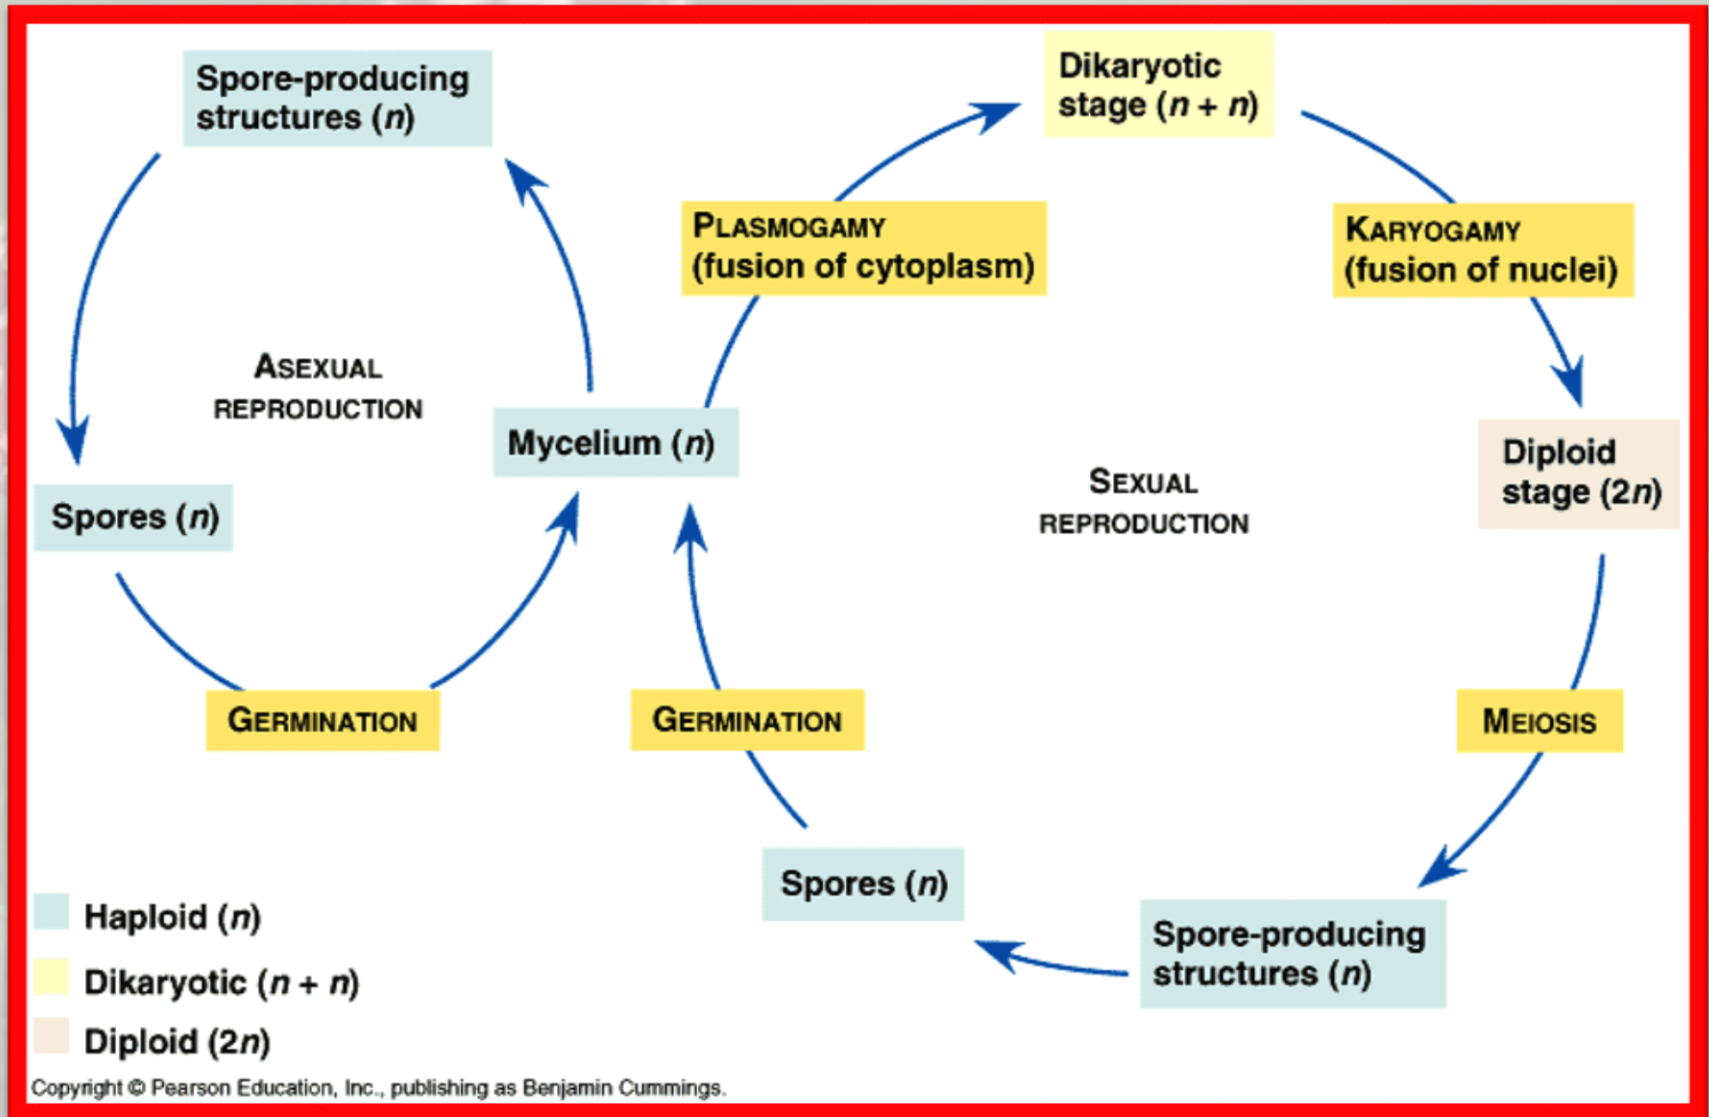 Spore-producing
structures (n)
Dikaryotic
stage (n + n)
PLASMOGAMY
(fusion of cytoplasm)
KARYOGAMY
(fusion of nuclei)
ASEXUAL
REPRODUCTION
Mycelium (n)
Diploid
stage (2n)
SEXUAL
REPRODUCTION
Spores (n)
GERMINATION
GERMINATION
MEIOSIS
Spores (n)
Spore-producing
structures (n)
Haploid (n)
Dikaryotic (n + n)
Diploid (2n)
Copyright © Pearson Education, Inc., publishing as Benjamin Cummings.